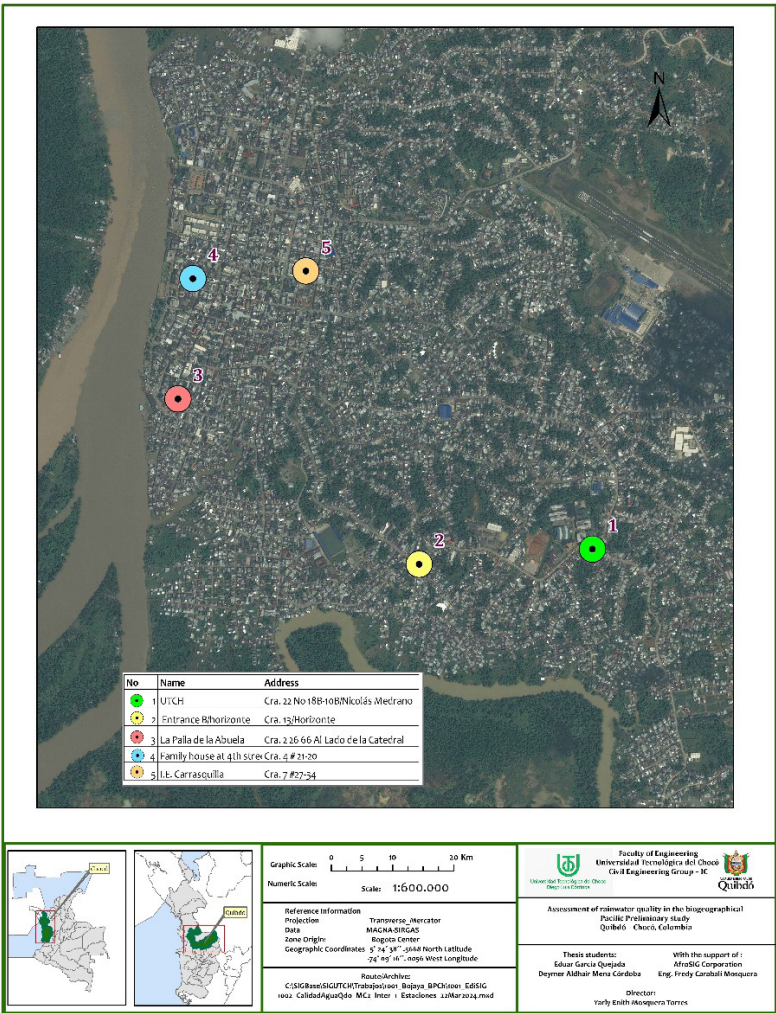 N
4
5
3
2
1
No Name Address
1 UTCH Cra. 22 No 18B-10B/Nicolás Medrano
2 Entrance B/horizonte Cra. 13/Horizonte
3 La Paila de la Abuela Cra. 2 26 66 Al Lado de la Catedral
4 Family house at 4th stree Cra. 4 # 21-20
5 I.E. Carrasquilla Cra. 7 #27-34
Chocó
Quibdó
Graphic Scale: 0 5 10 20 Km
Numeric Scale: Scale: 1:600.000
Reference Information
Projection Transverse_Mercator
Data MAGNA-SIRGAS
Zone Origin: Bogota Center
Geographic Coordinates 5° 24' 38" .5668 North Latitude
-74° 09' 16" .0096 West Longitude
Route/Archive:
C:\SIGBase\SIGUTCH\Trabajos\1001_Bojaya_BPCh\1001_EdiSIG
1002_CalidadAguaQdo_MC2_Inter_1_Estaciones_22Mar2024.mxd
Universidad Tecnológica del Chocó
Diego Luis Córdoba
Faculty of Engineering
Universidad Tecnológica del Chocó
Civil Engineering Group - IC
Quibdó
Assessment of rainwater quality in the biogeographical
Pacific Preliminary study
Quibdó - Chocó, Colombia
Thesis students:
Eduar García Quejada
Deymer Aldhair Mena Córdoba
With the support of :
AfroSIG Corporation
Eng. Fredy Carabalí Mosquera
Director:
Yarly Enith Mosquera Torres